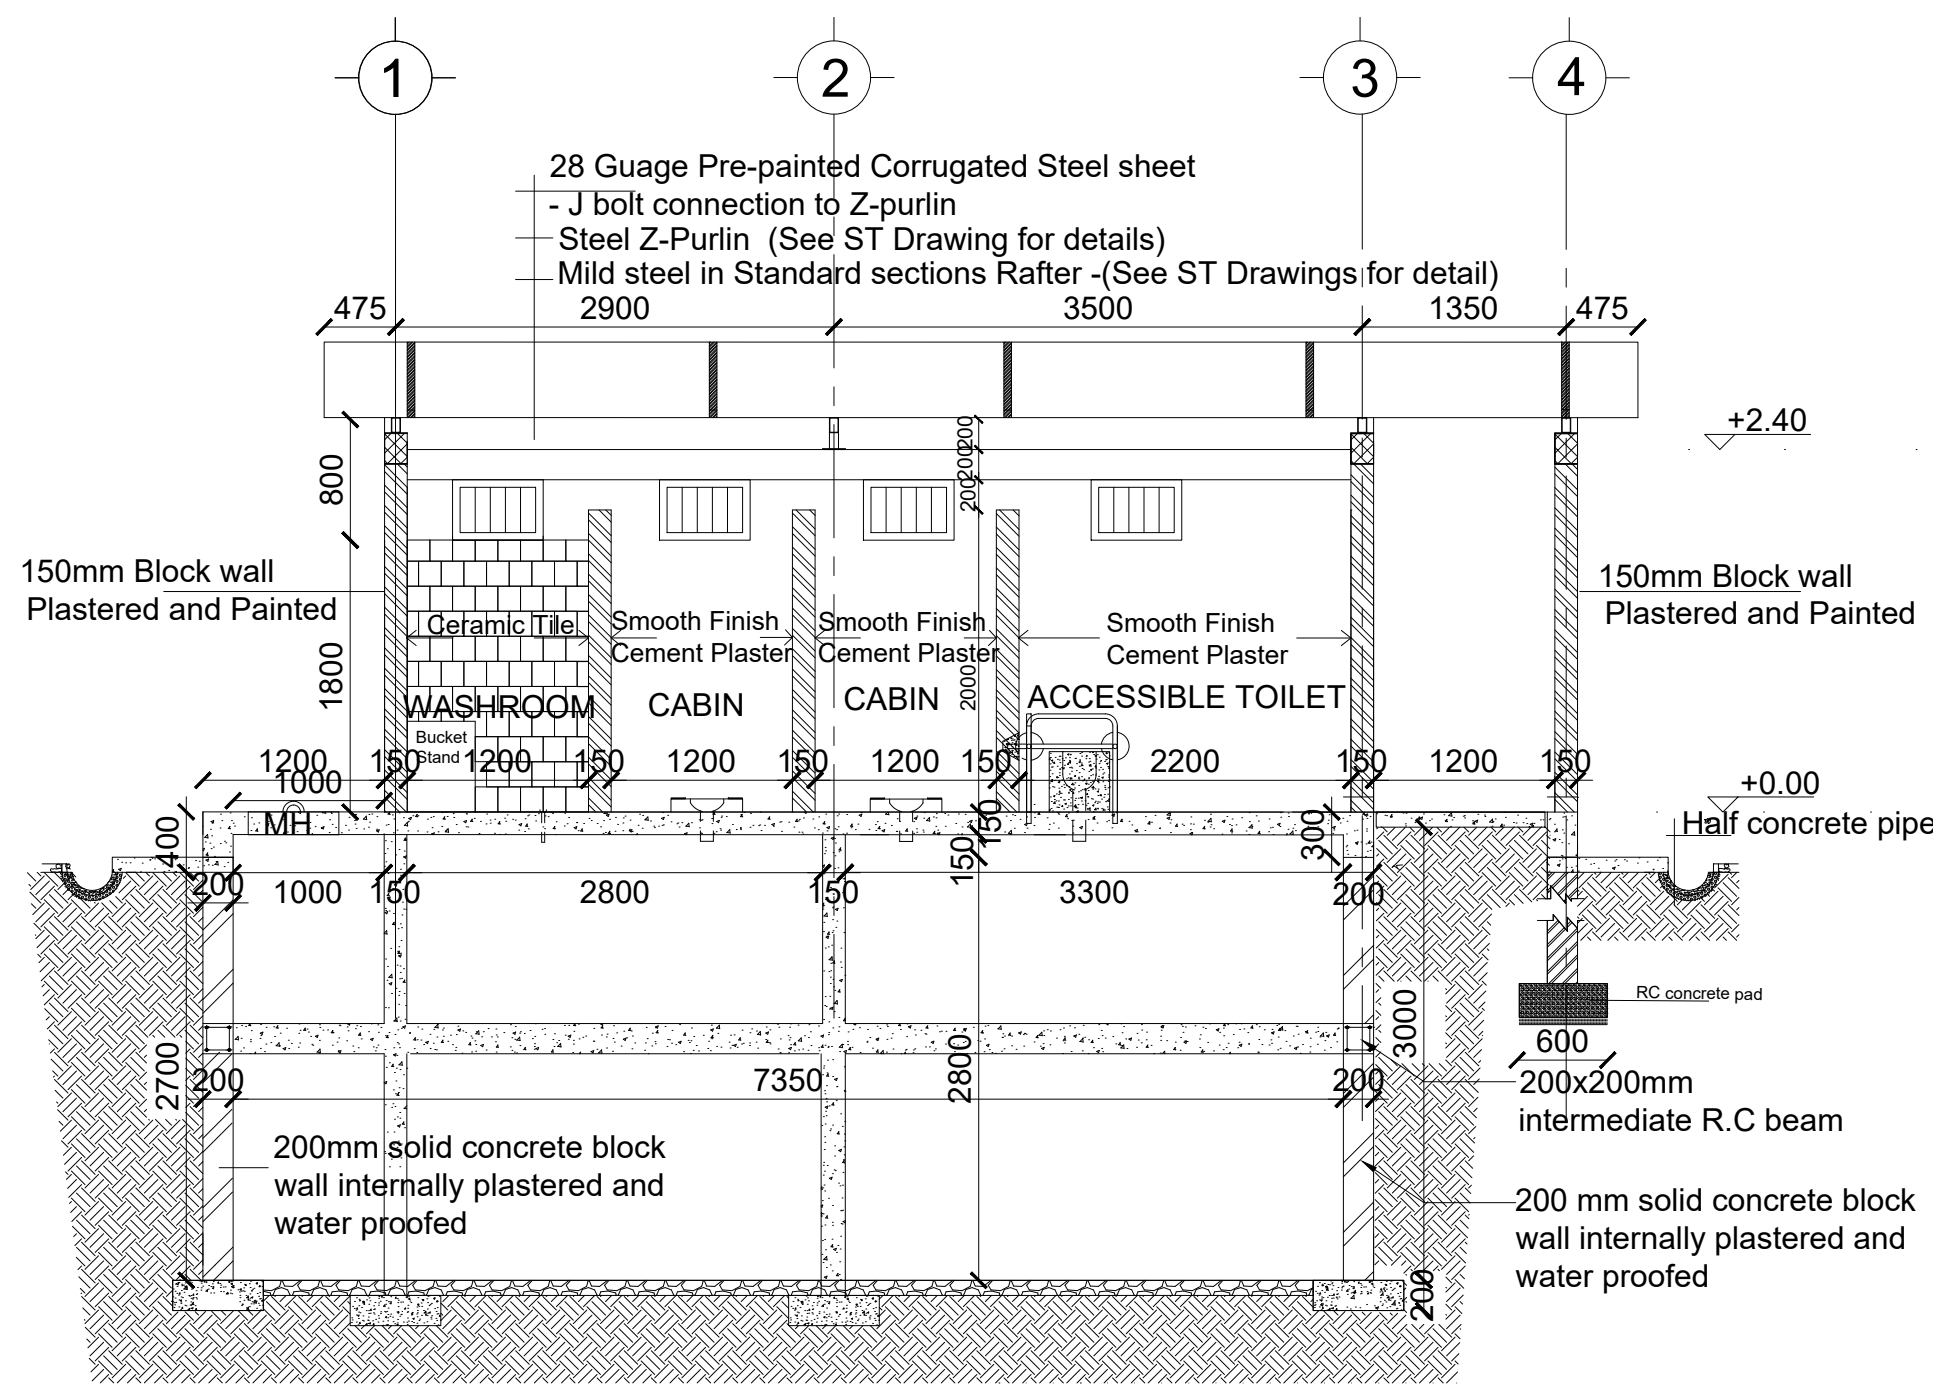 1
2
3
4
28 Guage Pre-painted Corrugated Steel sheet
- J bolt connection to Z-purlin
Steel Z-Purlin (See ST Drawing for details)
Mild steel in Standard sections Rafter -(See ST Drawings for detail)
475
2900
3500
1350
475
+2.40
800
200
200
200
150mm Block wall
Plastered and Painted
150mm Block wall
Plastered and Painted
1800
Ceramic Tile
Smooth Finish
Cement Plaster
Smooth Finish
Cement Plaster
Smooth Finish
Cement Plaster
2000
WASHROOM
CABIN
CABIN
ACCESSIBLE TOILET
Bucket
Stand
1200
150
1200
150
1200
150
1200
150
2200
150
1200
150
1000
+0.00
MH
Half concrete pipe
400
150
150
300
200
1000
150
2800
150
3300
200
RC concrete pad
600
2700
200
7350
2800
200
3000
200x200mm
intermediate R.C beam
200mm solid concrete block
wall internally plastered and
water proofed
200 mm solid concrete block
wall internally plastered and
water proofed
200